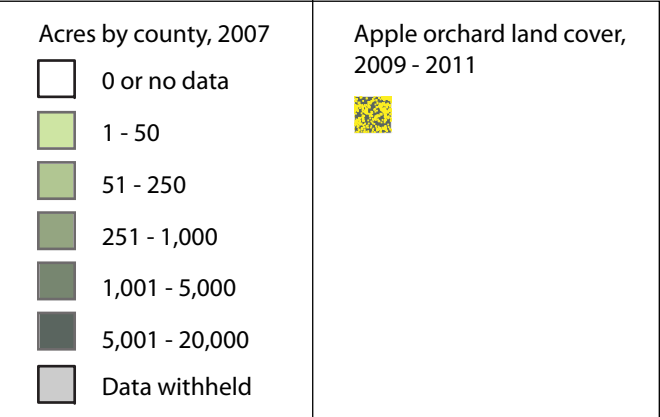 Acres by county, 2007
0 or no data
1 - 50
51 - 250
251 - 1,000
1,001 - 5,000
5,001 - 20,000
Data withheld
Apple orchard land cover,
2009 - 2011